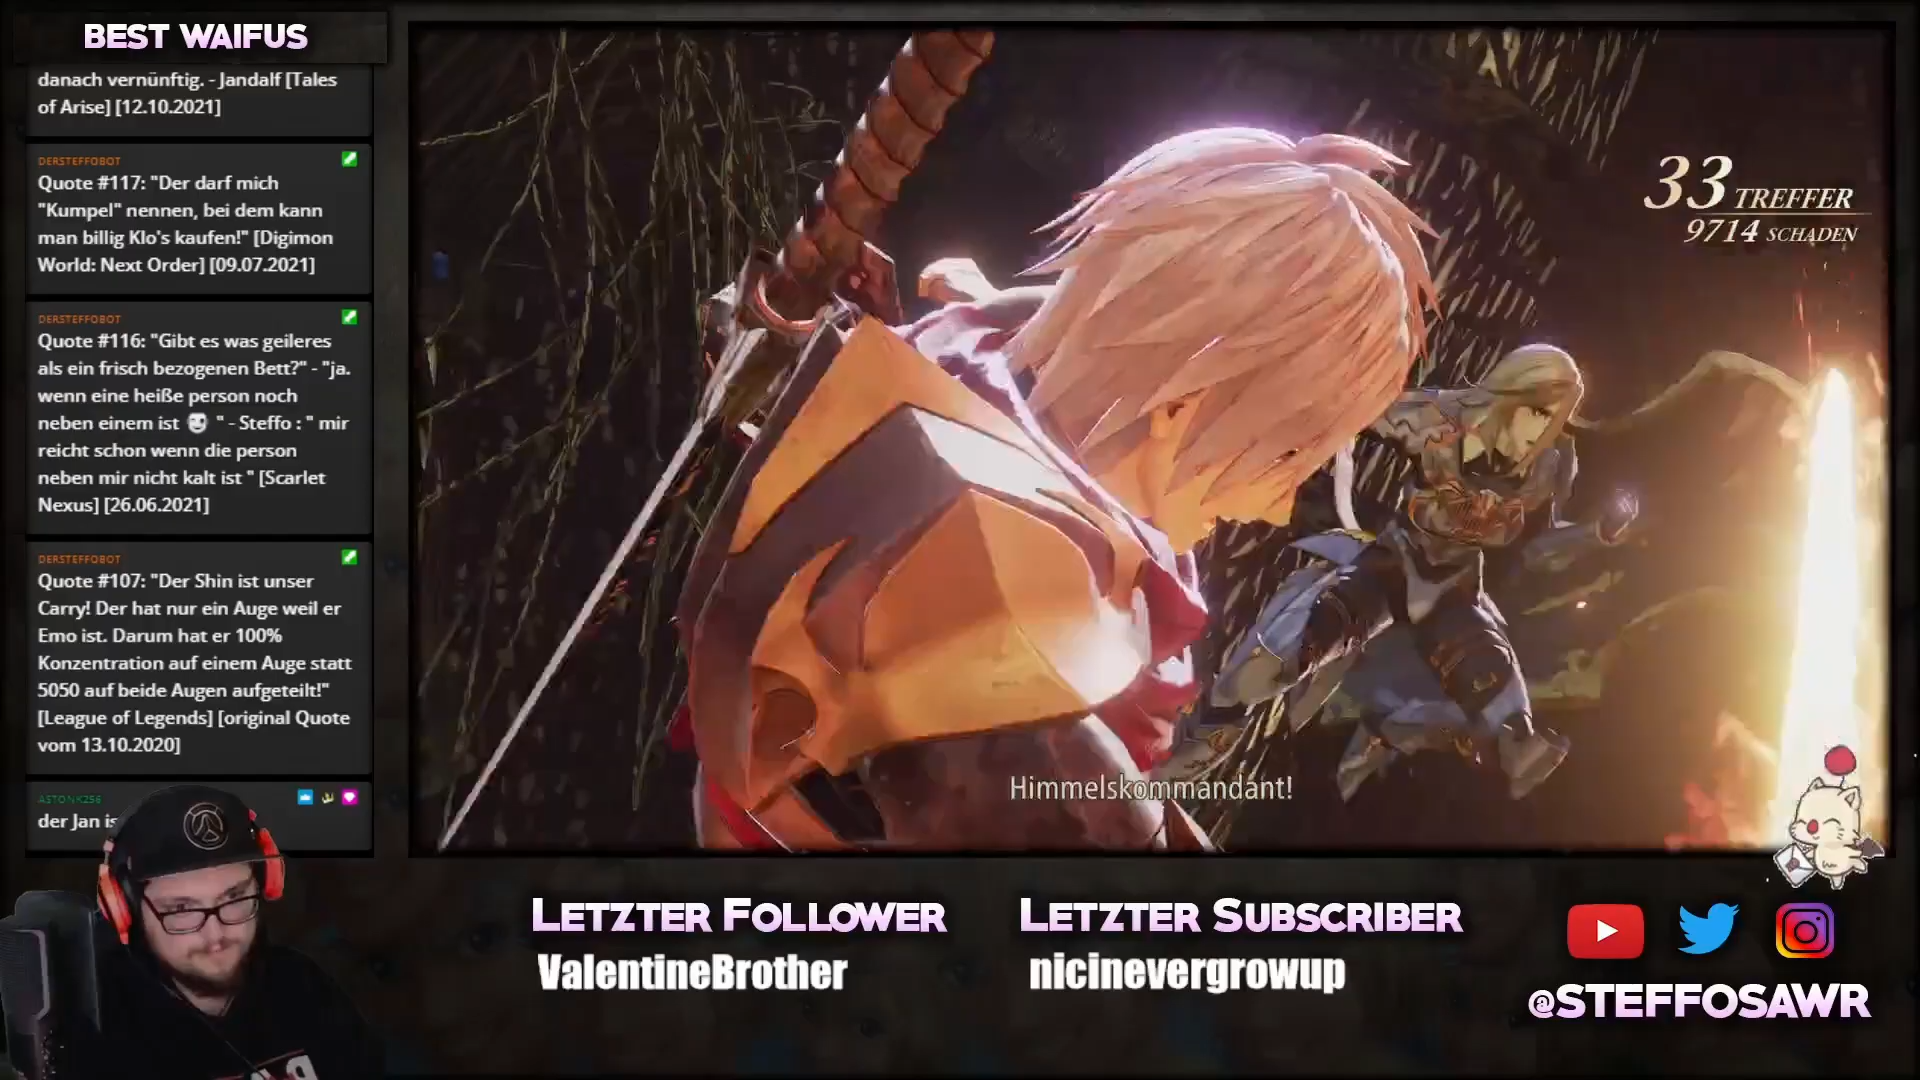 BEST WAIFUS
danach vernünftig. - Jandalf [Tales
of Arise] [12.10.2021]
DERSTEFFOBOT
Quote #117: "Der darf mich
"Kumpel" nennen, bei dem kann
man billig Klo's kaufen!" [Digimon
World: Next Order] [09.07.2021]
DERSTEFFOBOT
Quote #116: "Gibt es was geileres
als ein frisch bezogenen Bett?" - "ja.
wenn eine heiße person noch
neben einem ist " - Steffo : " mir
reicht schon wenn die person
neben mir nicht kalt ist " [Scarlet
Nexus] [26.06.2021]
DERSTEFFOBOT
Quote #107: "Der Shin ist unser
Carry! Der hat nur ein Auge weil er
Emo ist. Darum hat er 100%
Konzentration auf einem Auge statt
5050 auf beide Augen aufgeteilt!"
[League of Legends] [original Quote
vom 13.10.2020]
ASTONK256
der Jan is
33 TREFFER
9714 SCHADEN
Himmelskommandant!
LETZTER FOLLOWER
ValentineBrother
LETZTER SUBSCRIBER
nicinevergrowup
@STEFFOSAWR